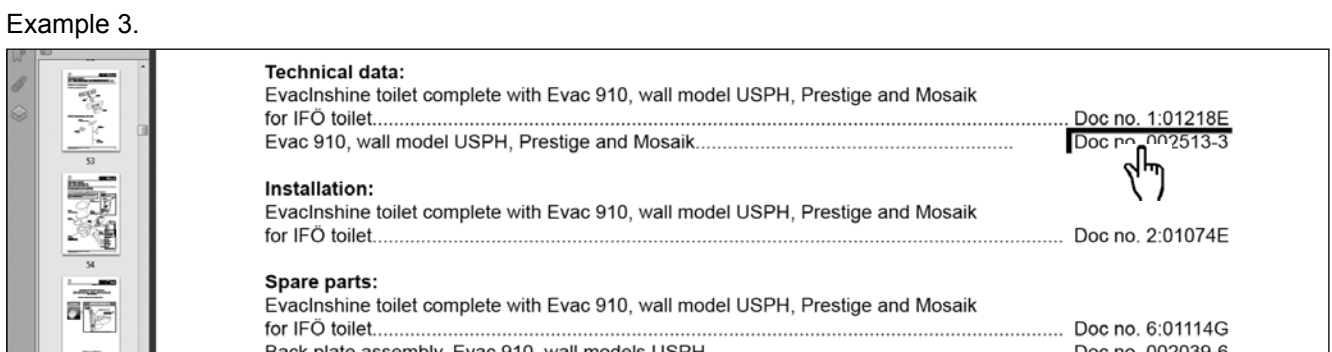 Example 3.
Technical data:
EvacInshine toilet complete with Evac 910, wall model USPH, Prestige and Mosaik
for IFÖ toilet.......................................................................................................................... Doc no. 1:01218E
Evac 910, wall model USPH, Prestige and Mosaik....................................................... Doc no. 002513-3
Installation:
EvacInshine toilet complete with Evac 910, wall model USPH, Prestige and Mosaik
for IFÖ toilet......................................................................................................................... Doc no. 2:01074E
Spare parts:
EvacInshine toilet complete with Evac 910, wall model USPH, Prestige and Mosaik
for IFÖ toilet......................................................................................................................... Doc no. 6:01114G
Back plate assembly, Evac 910, wall models USPH Doc no. 002039-6
53
54